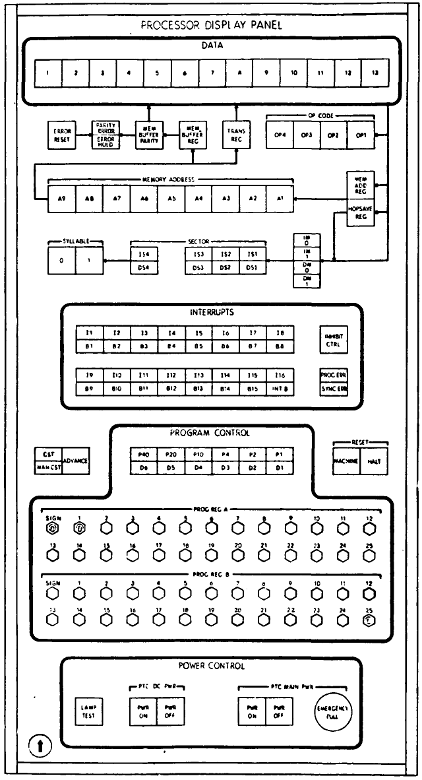 PROCESSOR DISPLAY PANEL
DATA
1 2 3 4 5 6 7 8 9 10 11 12 13
ERROR RESET
PARITY ERROR
ERROR HOLD
MEM BUFFER PARITY
MEM BUFFER REG
TRANS REG
OP CODE
OP4 OP3 OP2 OP1
MEMORY ADDRESS
A9 A8 A7 A6 A5 A4 A3 A2 A1
MEM ADD REG
HOPSAVE REG
SYLLABLE
0 1
SECTOR
IS4 IS3 IS2 IS1
DS4 DS3 DS2 DS1
IM 0
IM 1
DM 0
DM 1
INTERRUPTS
I1 I2 I3 I4 I5 I6 I7 I8
B1 B2 B3 B4 B5 B6 B7 B8
INHIBIT CTRL
I9 I10 I11 I12 I13 I14 I15 I16
B9 B10 B11 B12 B13 B14 B15 INT B
PROG ERR
SYNC ERR
PROGRAM CONTROL
P40 P20 P10 P4 P2 P1
D6 D5 D4 D3 D2 D1
CST
MAN CST
ADVANCE
RESET
MACHINE HALT
PROG REG A
SIGN 1 2 3 4 5 6 7 8 9 10 11 12
13 14 15 16 17 18 19 20 21 22 23 24 25
PROG REG B
SIGN 1 2 3 4 5 6 7 8 9 10 11 12
13 14 15 16 17 18 19 20 21 22 23 24 25
POWER CONTROL
LAMP TEST
PTC DC PWR
PWR ON
PWR OFF
PTC MAIN PWR
PWR ON
PWR OFF
EMERGENCY PULL